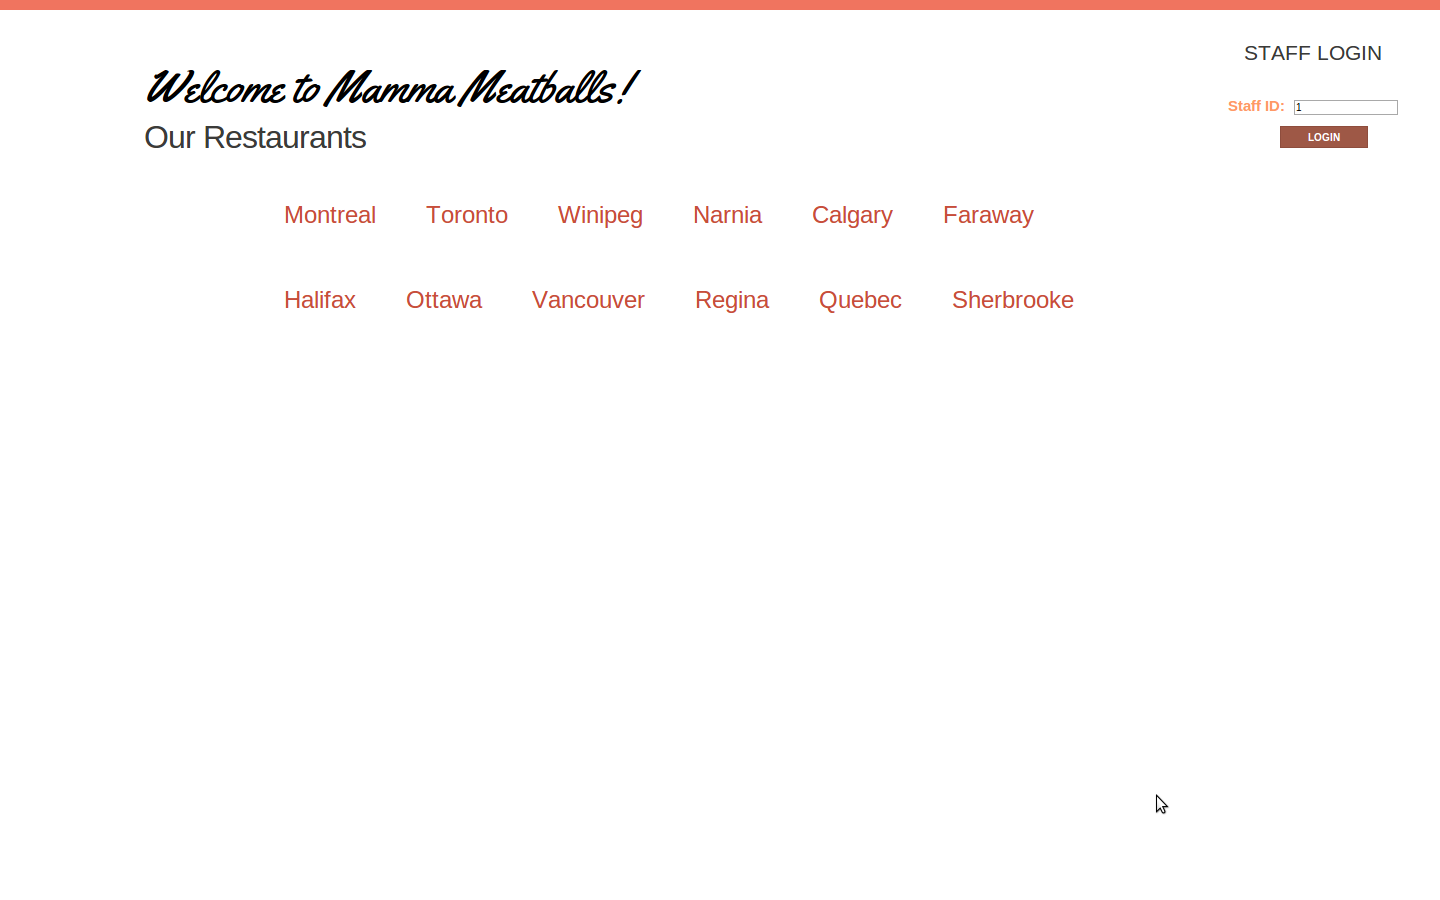 STAFF LOGIN
Welcome to Mamma Meatballs!
Staff ID: 1
Our Restaurants
LOGIN
Montreal Toronto Winipeg Narnia Calgary Faraway
Halifax Ottawa Vancouver Regina Quebec Sherbrooke